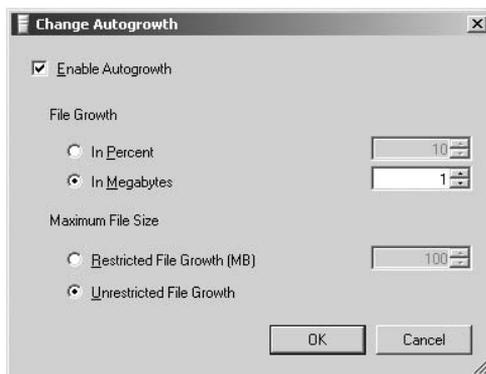 Change Autogrowth
Enable Autogrowth
File Growth
In Percent 10
In Megabytes 1
Maximum File Size
Restricted File Growth (MB) 100
Unrestricted File Growth
OK Cancel